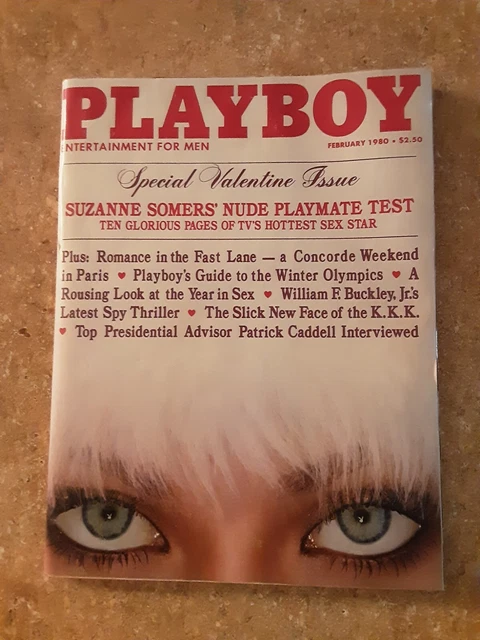 PLAYBOY
ENTERTAINMENT FOR MEN FEBRUARY 1980 • $2.50
Special Valentine Issue
SUZANNE SOMERS' NUDE PLAYMATE TEST
TEN GLORIOUS PAGES OF TV'S HOTTEST SEX STAR
Plus: Romance in the Fast Lane — a Concorde Weekend
in Paris ♥ Playboy's Guide to the Winter Olympics ♥ A
Rousing Look at the Year in Sex ♥ William F. Buckley, Jr.'s
Latest Spy Thriller ♥ The Slick New Face of the K.K.K.
♥ Top Presidential Advisor Patrick Caddell Interviewed